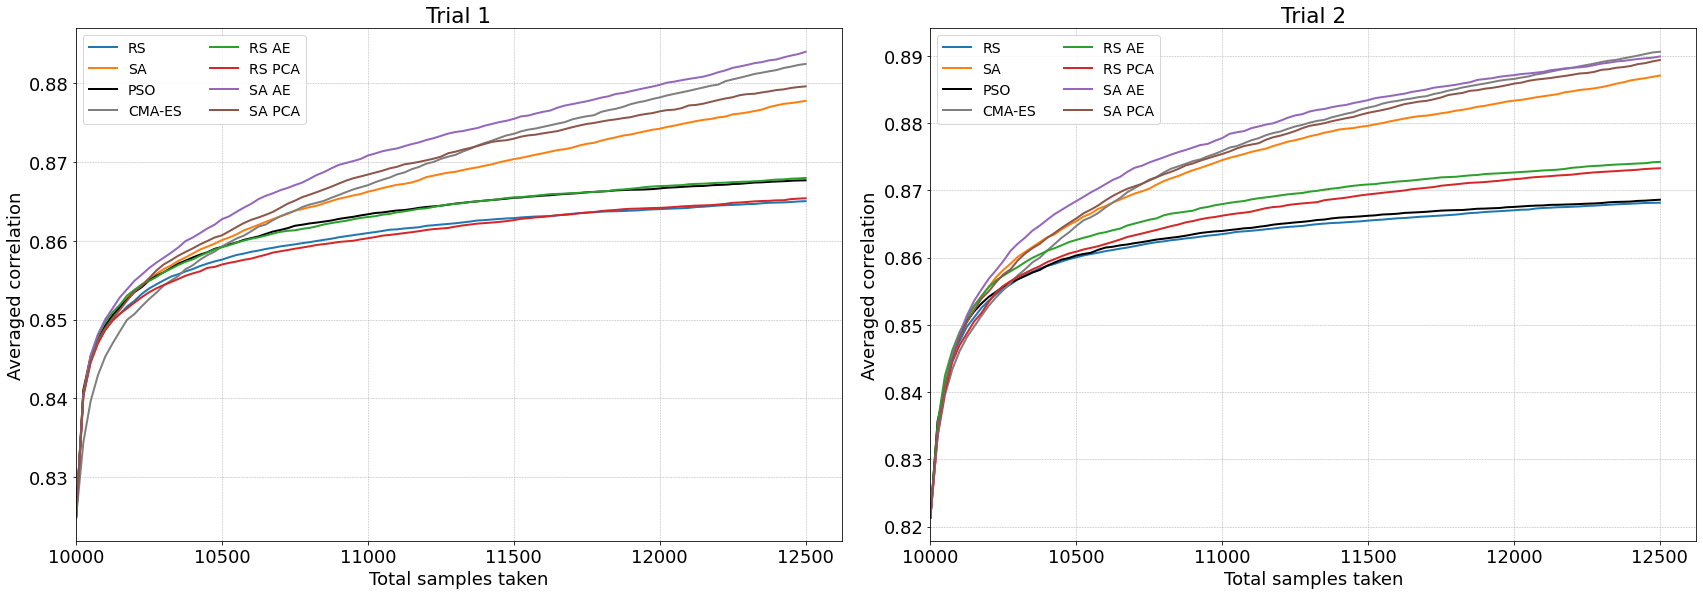 Trial 1
Averaged correlation
0.88
0.87
0.86
0.85
0.84
0.83
RS
SA
PSO
CMA-ES
RS AE
RS PCA
SA AE
SA PCA
10000 10500 11000 11500 12000 12500
Total samples taken
Trial 2
Averaged correlation
0.89
0.88
0.87
0.86
0.85
0.84
0.83
0.82
RS
SA
PSO
CMA-ES
RS AE
RS PCA
SA AE
SA PCA
10000 10500 11000 11500 12000 12500
Total samples taken